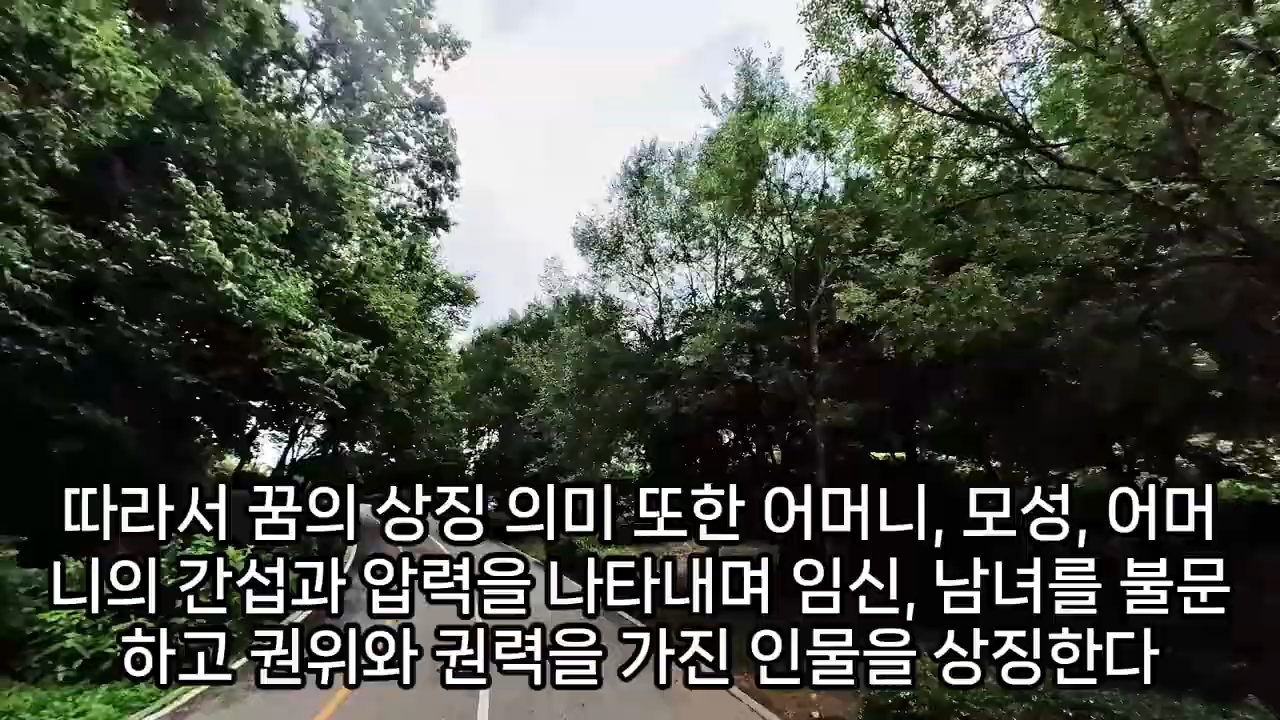 따라서 꿈의 상징 의미 또한 어머니, 모성, 어머
니의 간섭과 압력을 나타내며 임신, 남녀를 불문
하고 권위와 권력을 가진 인물을 상징한다